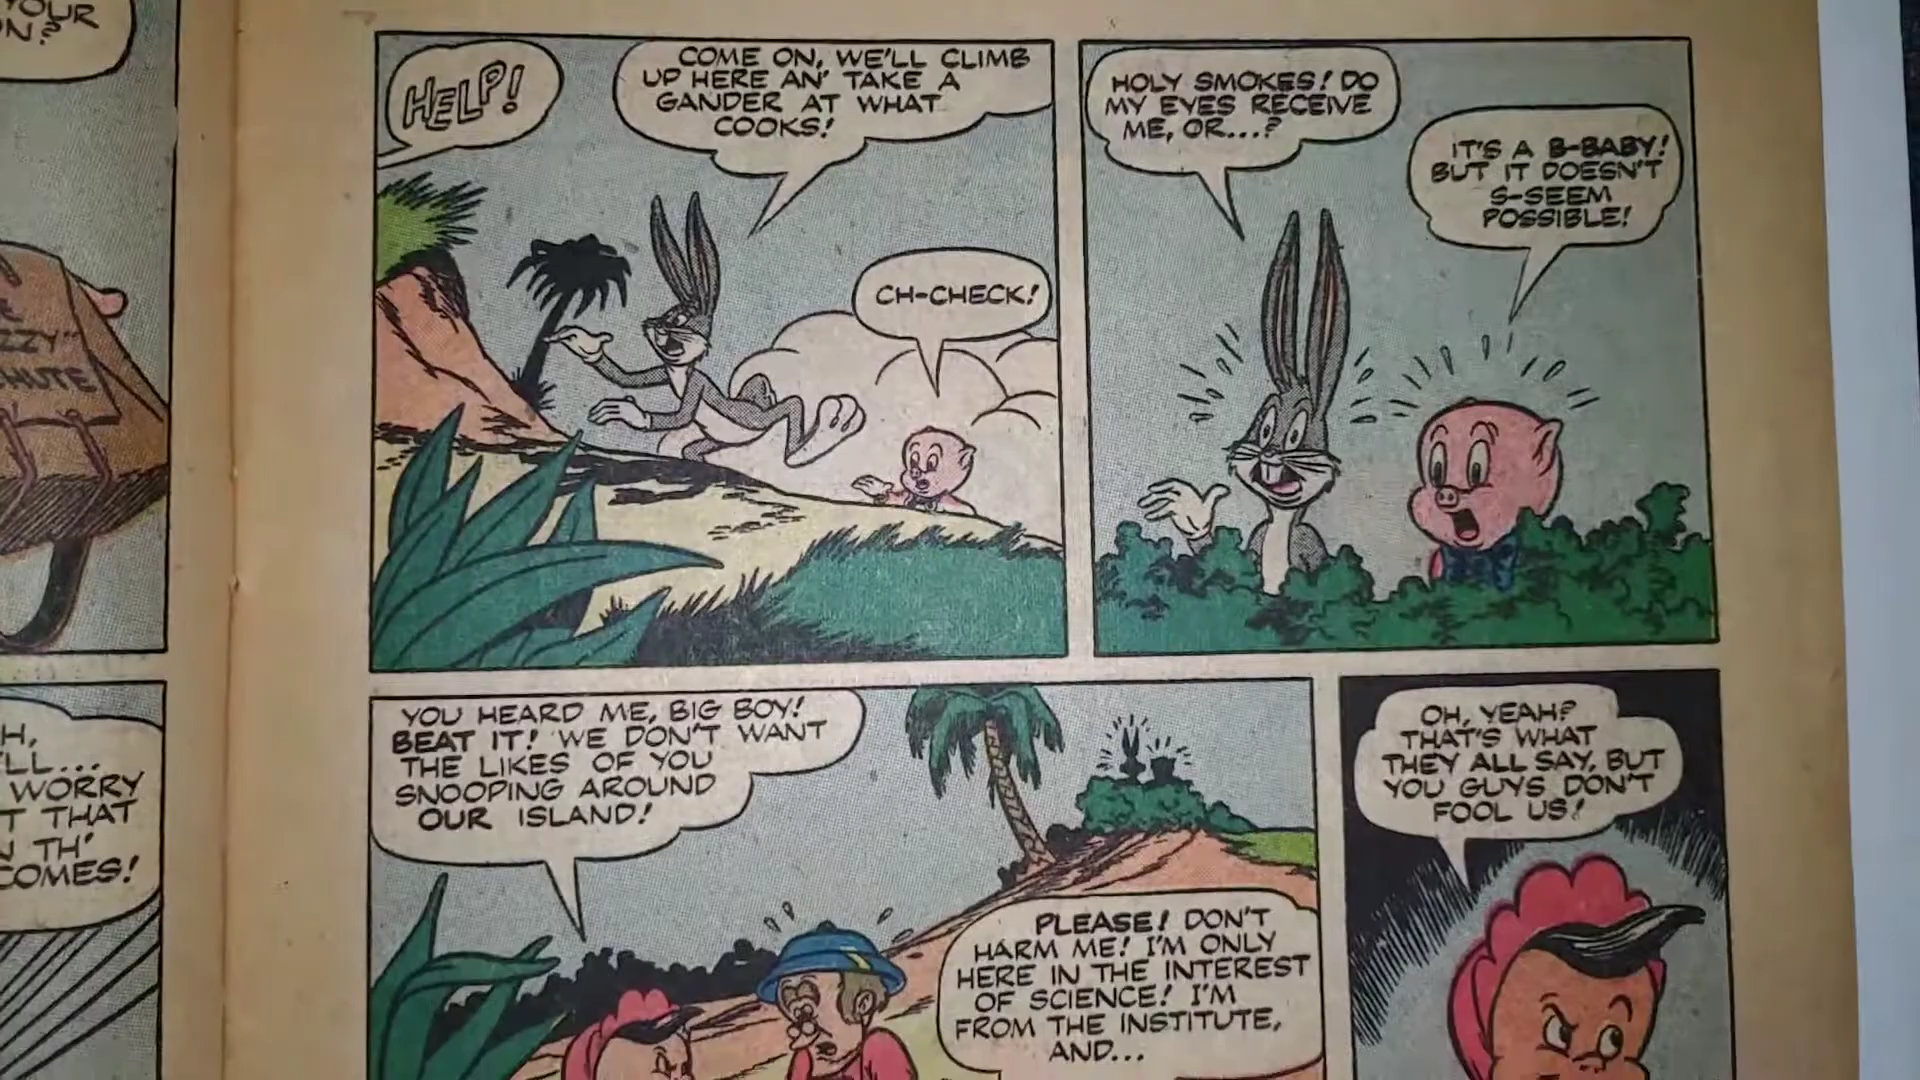 YOUR
N?
HELP!
COME ON, WE'LL CLIMB
UP HERE AN' TAKE A
GANDER AT WHAT
COOKS!
CH-CHECK!
HOLY SMOKES! DO
MY EYES RECEIVE
ME, OR...?
IT'S A B-BABY!
BUT IT DOESN'T
S-SEEM
POSSIBLE!
ZZY"
CHUTE
H,
LL...
WORRY
T THAT
N TH'
COMES!
YOU HEARD ME, BIG BOY!
BEAT IT! WE DON'T WANT
THE LIKES OF YOU
SNOOPING AROUND
OUR ISLAND!
PLEASE! DON'T
HARM ME! I'M ONLY
HERE IN THE INTEREST
OF SCIENCE! I'M
FROM THE INSTITUTE,
AND...
OH, YEAH?
THAT'S WHAT
THEY ALL SAY, BUT
YOU GUYS DON'T
FOOL US!